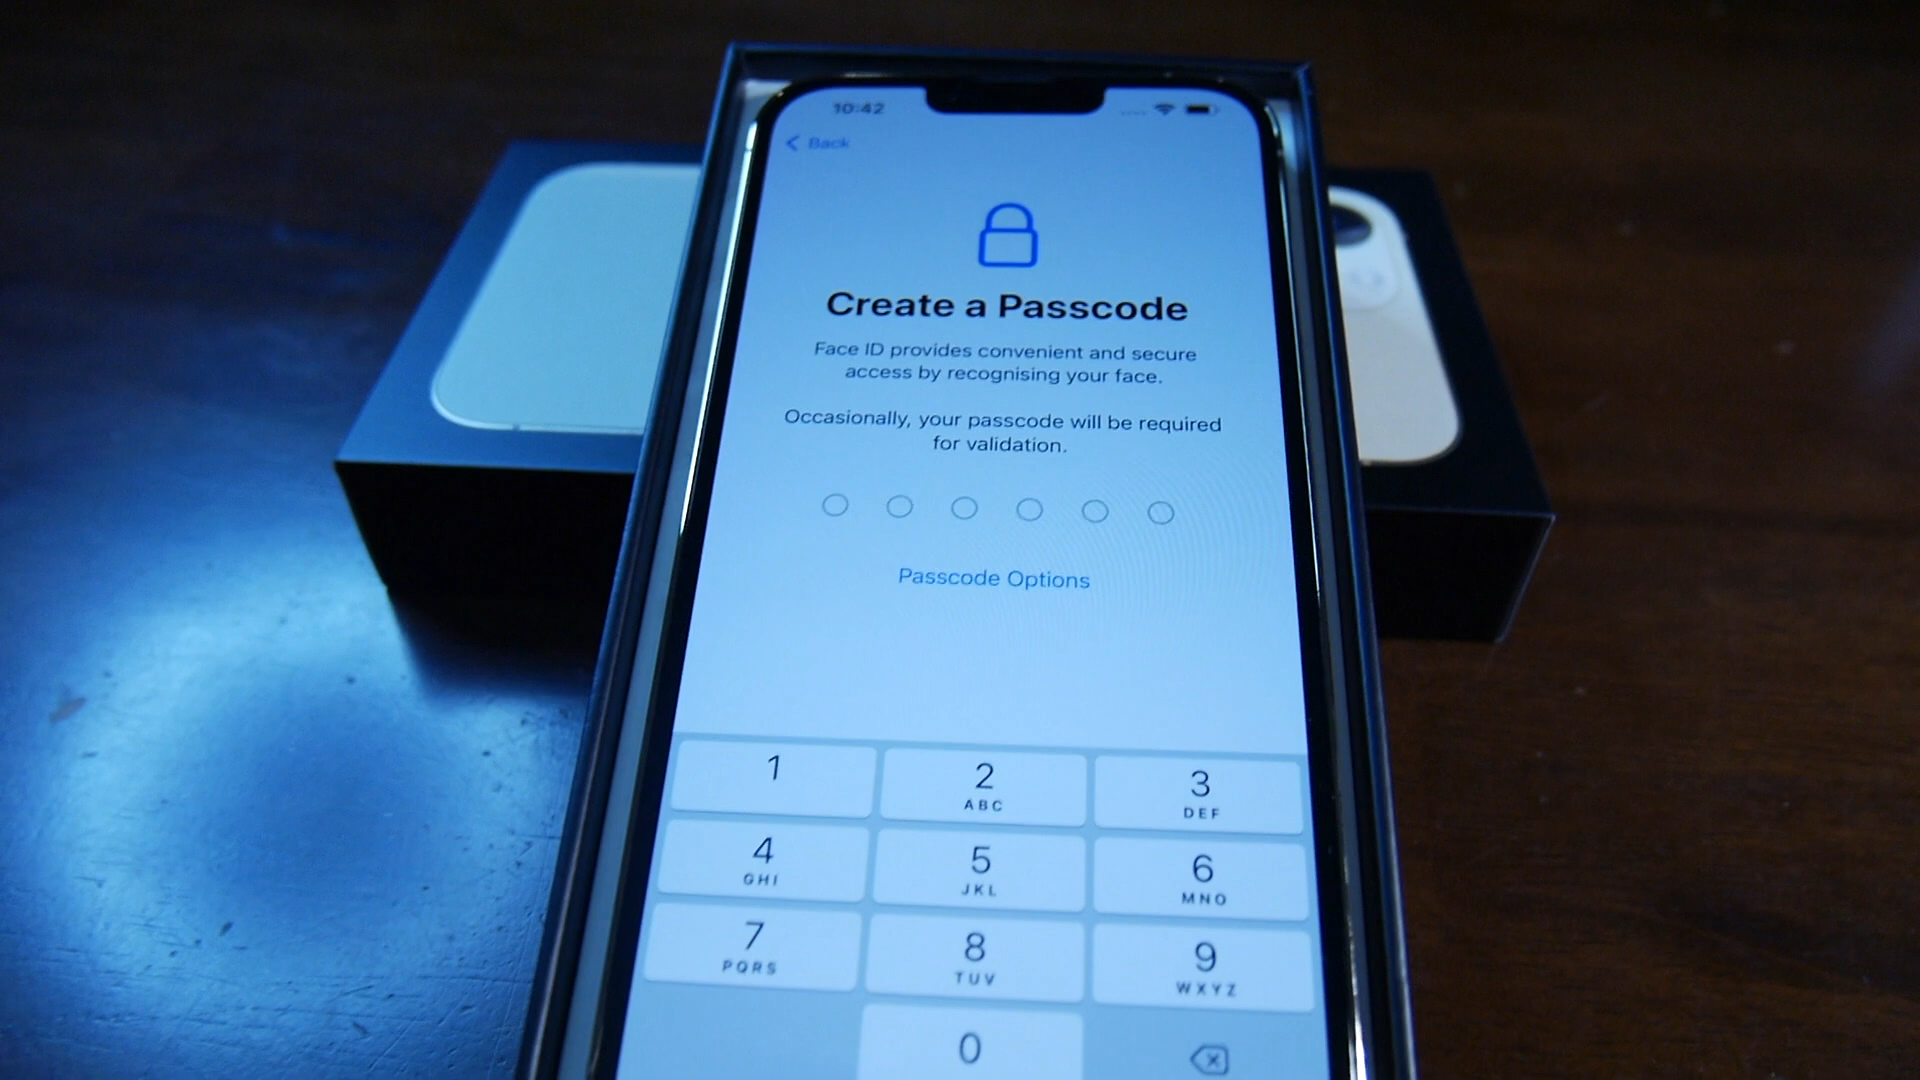 10:42
Back
Create a Passcode
Face ID provides convenient and secure
access by recognising your face.
Occasionally, your passcode will be required
for validation.
Passcode Options
1
2
ABC
3
DEF
4
GHI
5
JKL
6
MNO
7
PQRS
8
TUV
9
WXYZ
0